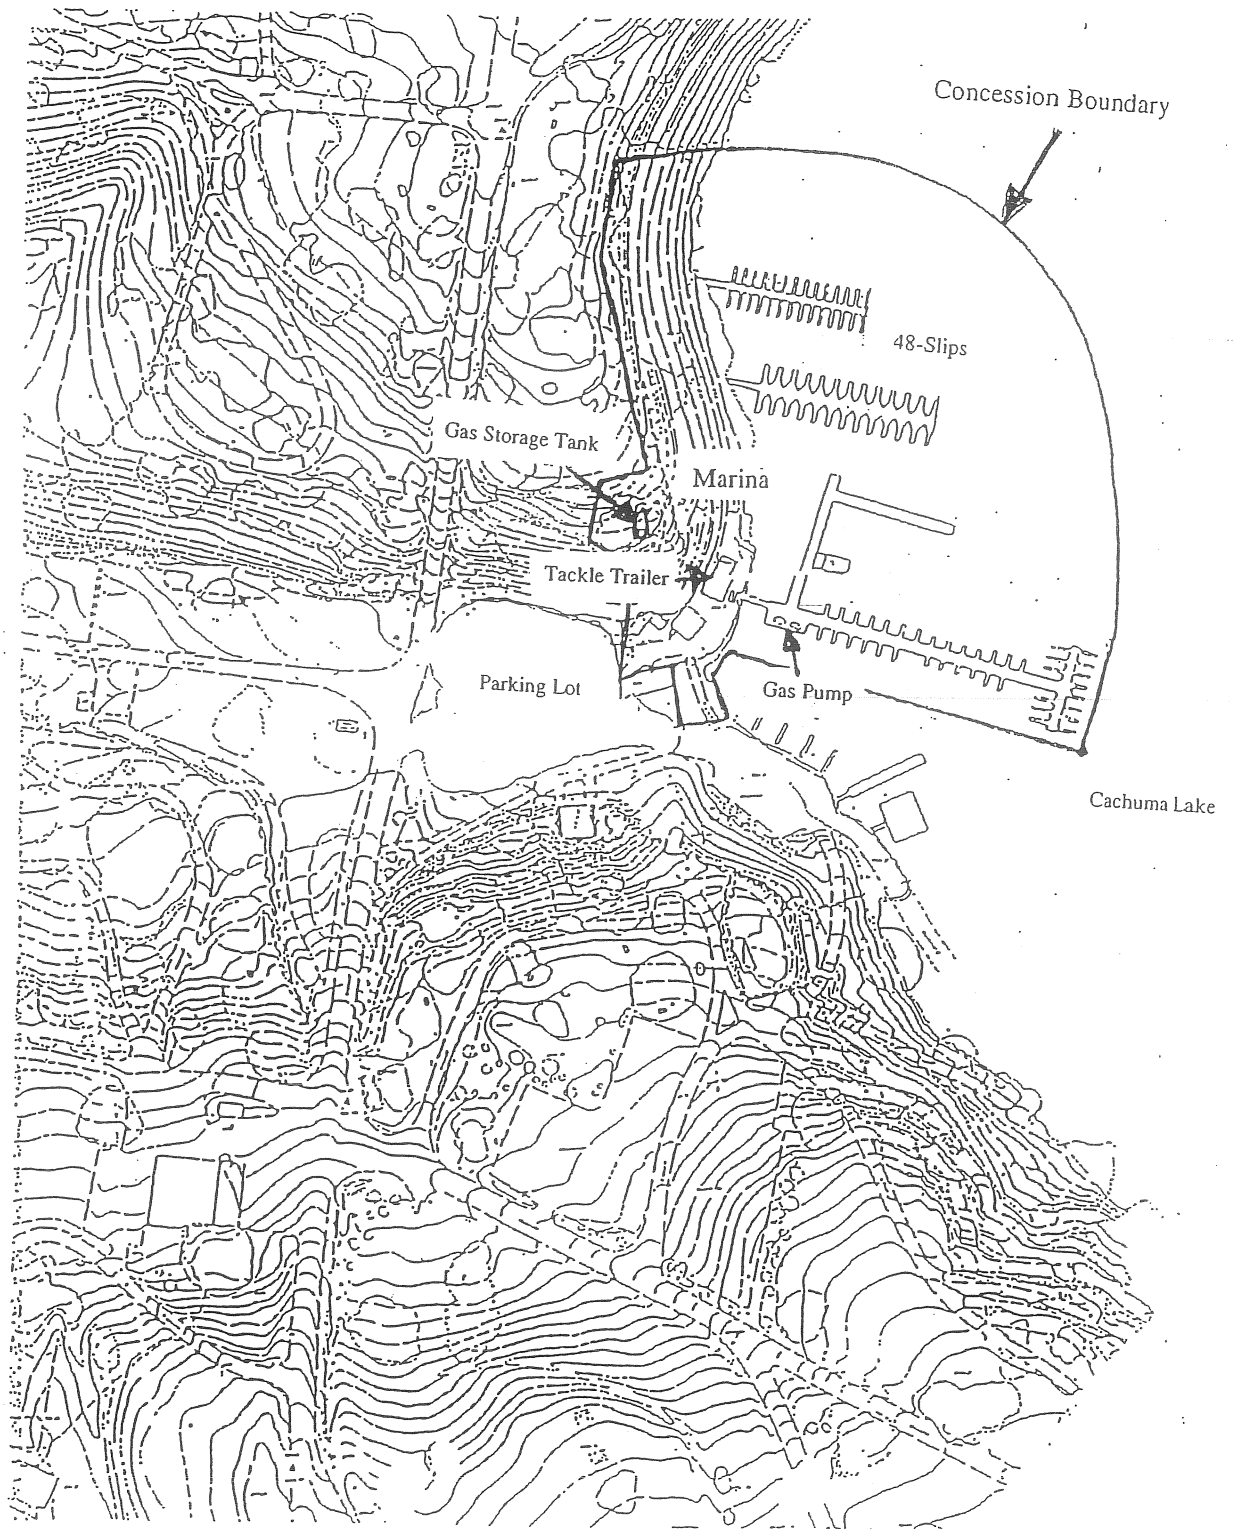 Concession Boundary
48-Slips
Gas Storage Tank
Marina
Tackle Trailer
Parking Lot
Gas Pump
Cachuma Lake